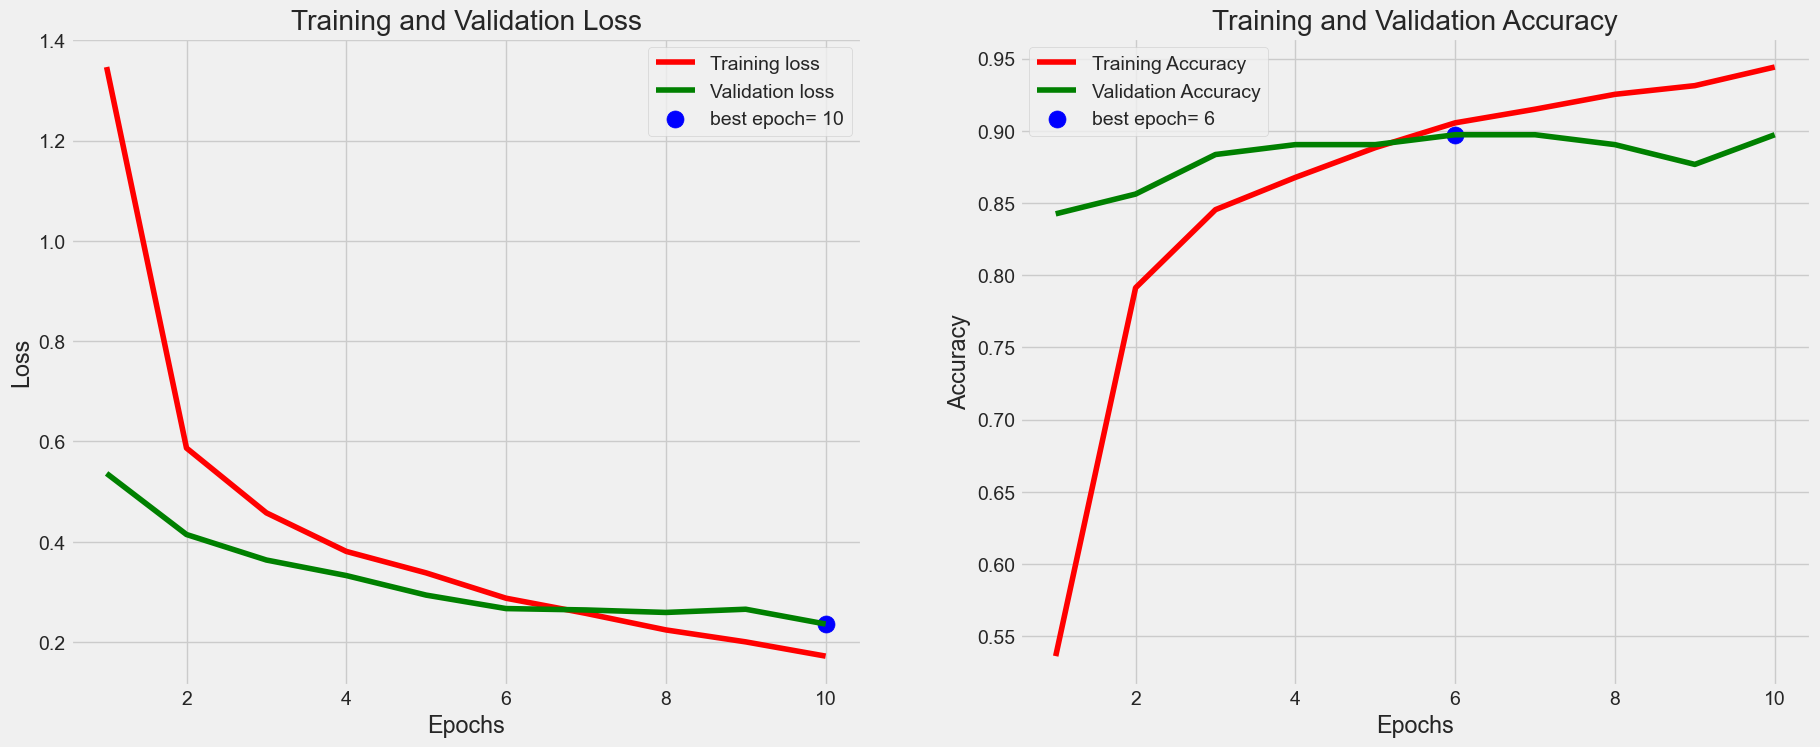 Training and Validation Loss
1.4
1.2
1.0
0.8
0.6
0.4
0.2
Loss
Training loss
Validation loss
best epoch= 10
2
4
6
8
10
Epochs
Training and Validation Accuracy
0.95
0.90
0.85
0.80
0.75
0.70
0.65
0.60
0.55
Accuracy
Training Accuracy
Validation Accuracy
best epoch= 6
2
4
6
8
10
Epochs